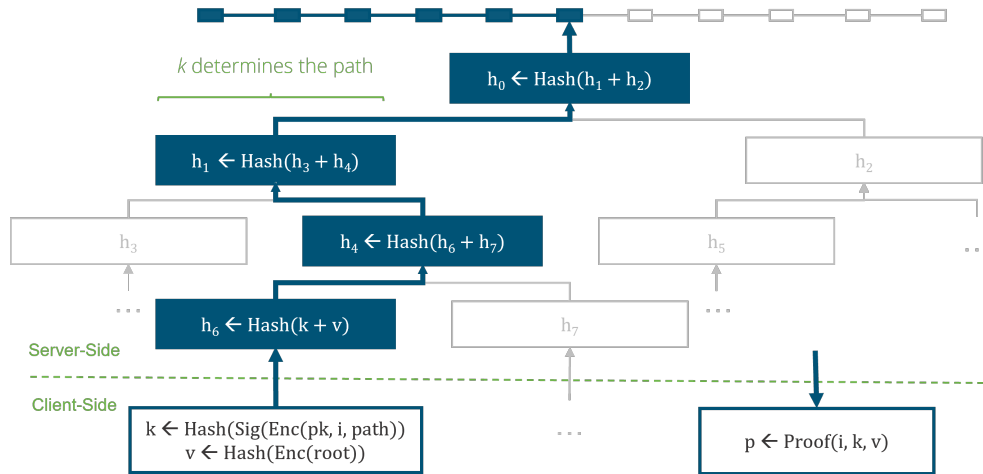 k determines the path
h₀ ← Hash(h₁ + h₂)
h₁ ← Hash(h₃ + h₄)
h₂
h₃
h₄ ← Hash(h₆ + h₇)
h₅
...
...
...
h₆ ← Hash(k + v)
h₇
...
Server-Side
Client-Side
k ← Hash(Sig(Enc(pk, i, path))
v ← Hash(Enc(root))
...
p ← Proof(i, k, v)